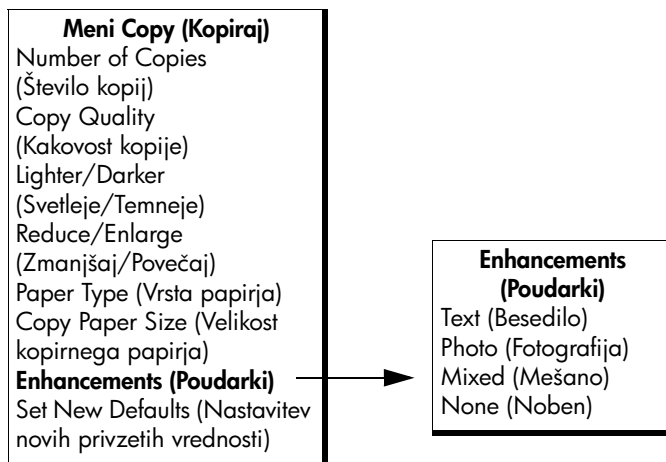 Meni Copy (Kopiraj)
Number of Copies
(Število kopij)
Copy Quality
(Kakovost kopije)
Lighter/Darker
(Svetleje/Temneje)
Reduce/Enlarge
(Zmanjšaj/Povečaj)
Paper Type (Vrsta papirja)
Copy Paper Size (Velikost
kopirnega papirja)
Enhancements (Poudarki)
Set New Defaults (Nastavitev
novih privzetih vrednosti)
Enhancements
(Poudarki)
Text (Besedilo)
Photo (Fotografija)
Mixed (Mešano)
None (Noben)